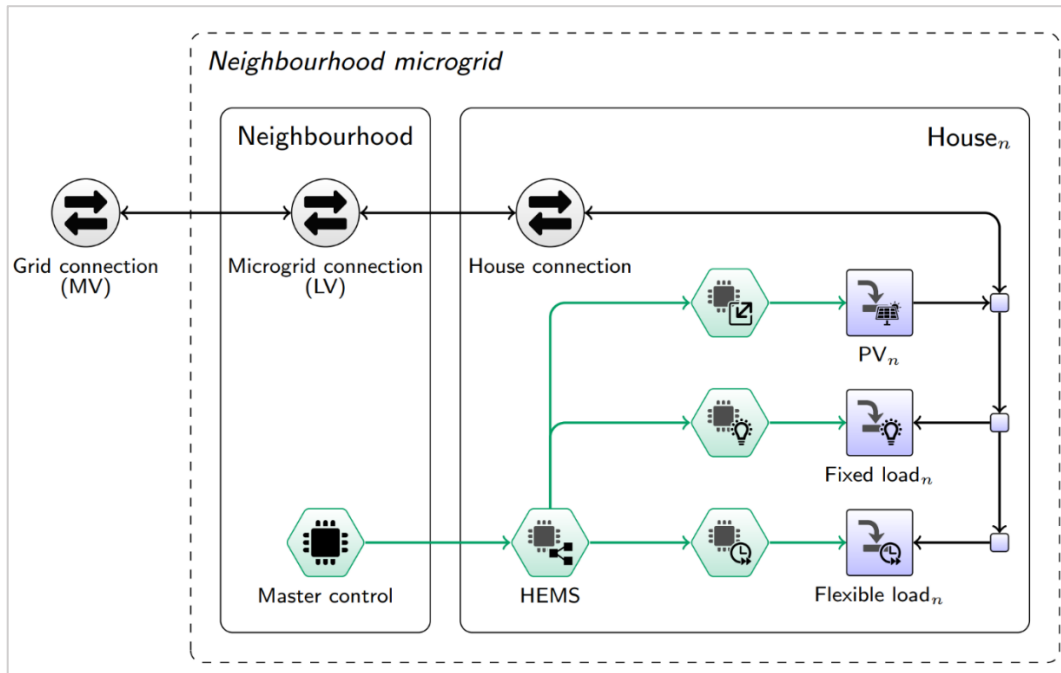 Neighbourhood microgrid
Neighbourhood
Houseₙ
Grid connection
(MV)
Microgrid connection
(LV)
House connection
PVₙ
Fixed loadₙ
Master control
HEMS
Flexible loadₙ